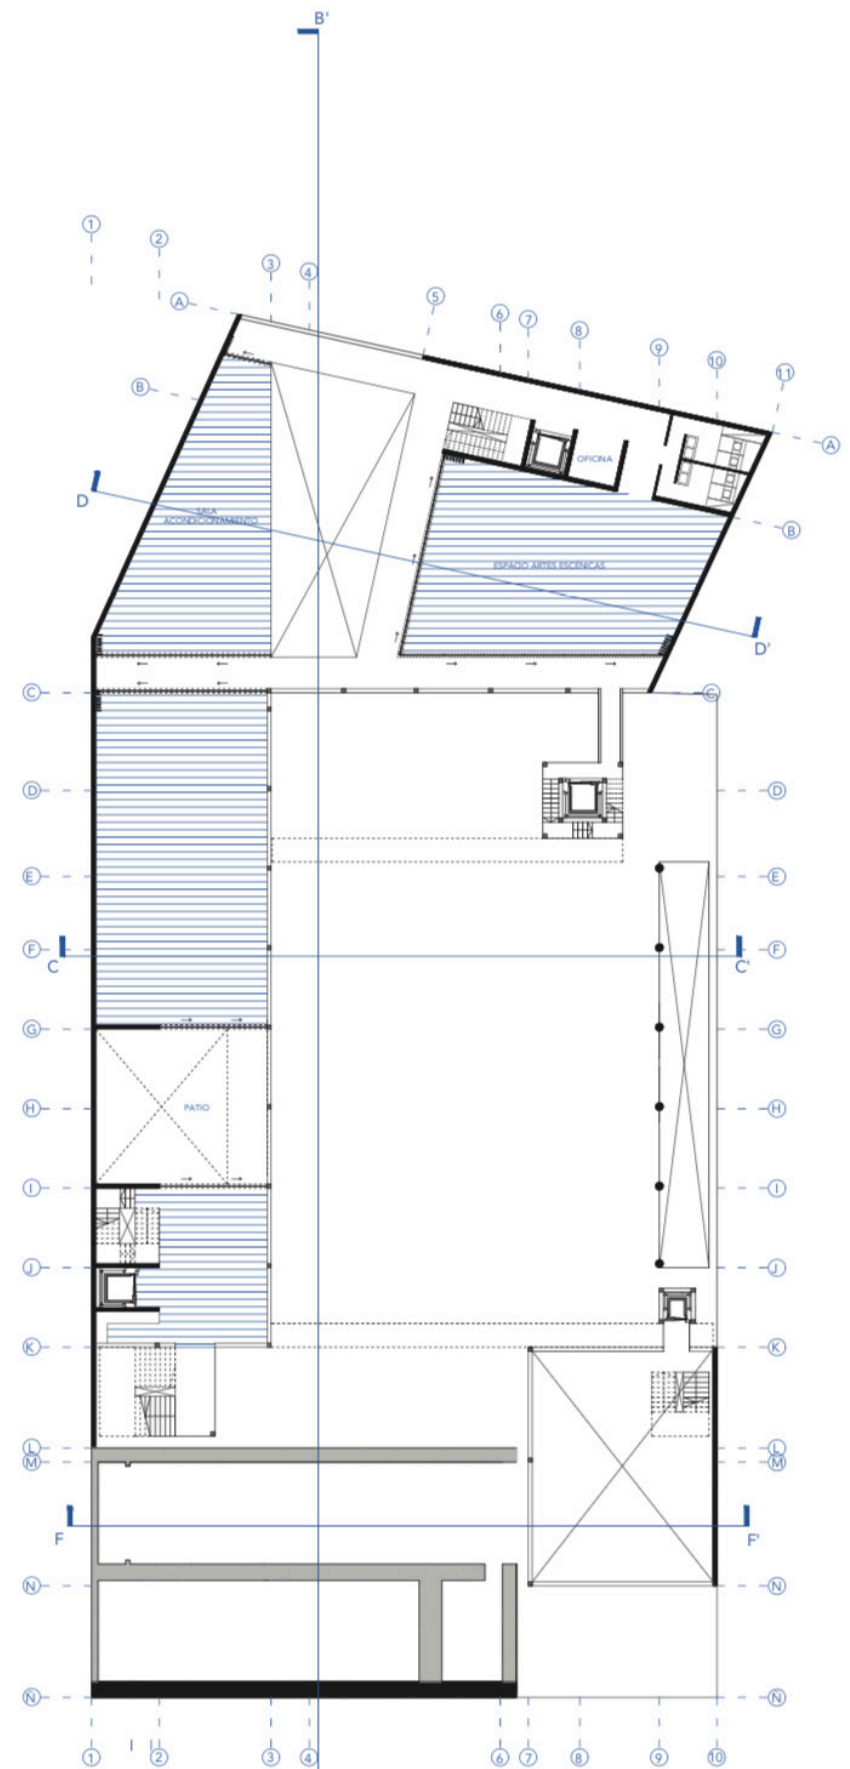 B'
1
2
3
4
A
5
6
7
8
9
10
11
B
A
OFICINA
D
SALA
ACONDICIONAMIENTO
B
ESPACIO ARTES ESCÉNICAS
D'
C
C
D
D
E
E
F
F
C
C'
G
G
H
PATIO
H
I
I
J
J
K
K
L
L
M
M
F
F'
N
N
Ñ
Ñ
1
2
3
4
6
7
8
9
10